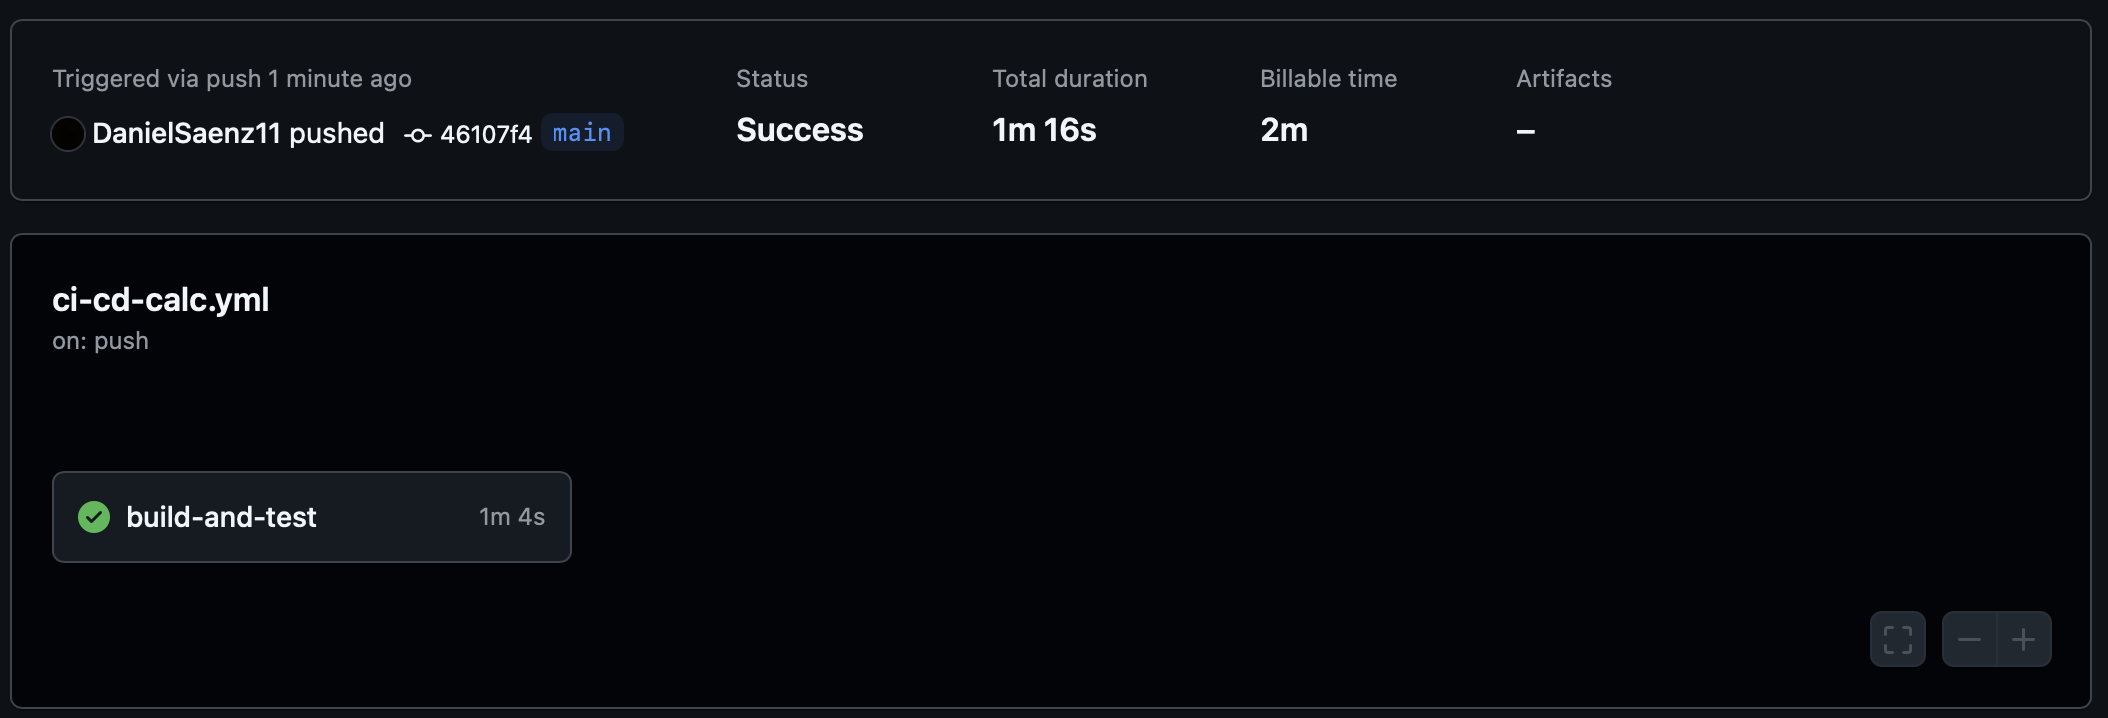 Triggered via push 1 minute ago
DanielSaenz11 pushed 46107f4 main
Status
Success
Total duration
1m 16s
Billable time
2m
Artifacts
–
ci-cd-calc.yml
on: push
build-and-test 1m 4s